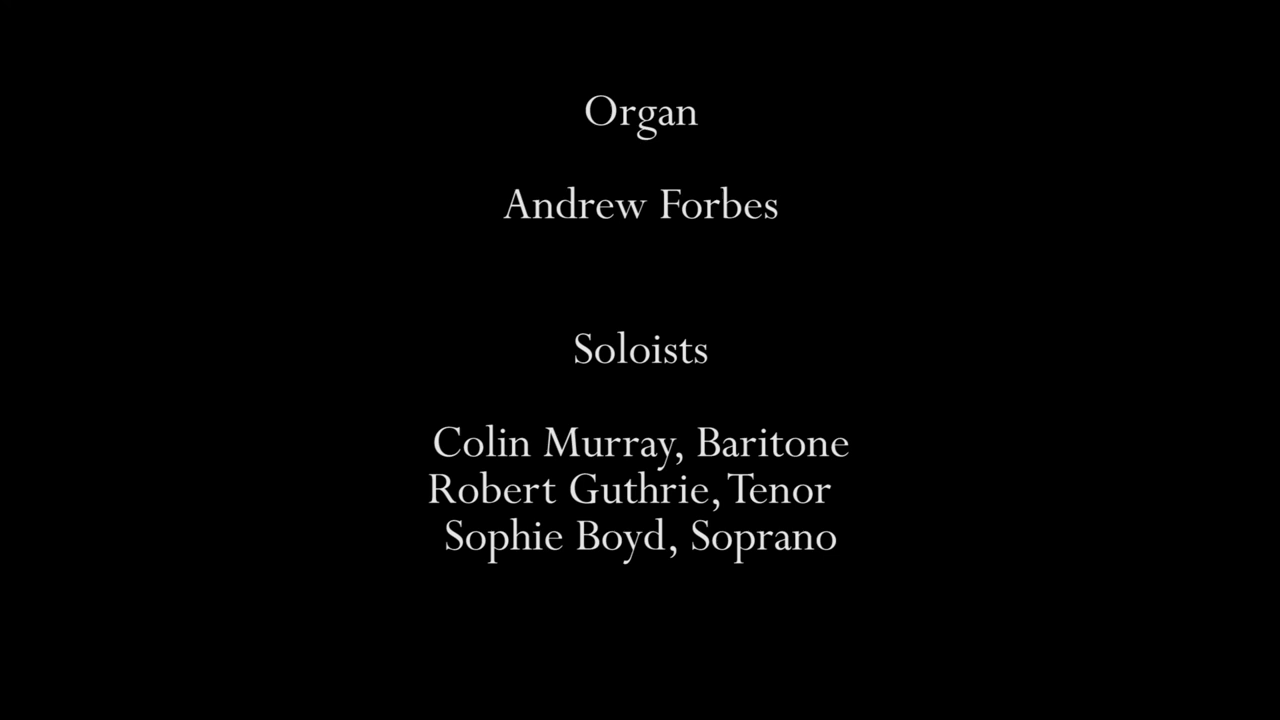 Organ
Andrew Forbes
Soloists
Colin Murray, Baritone
Robert Guthrie, Tenor
Sophie Boyd, Soprano